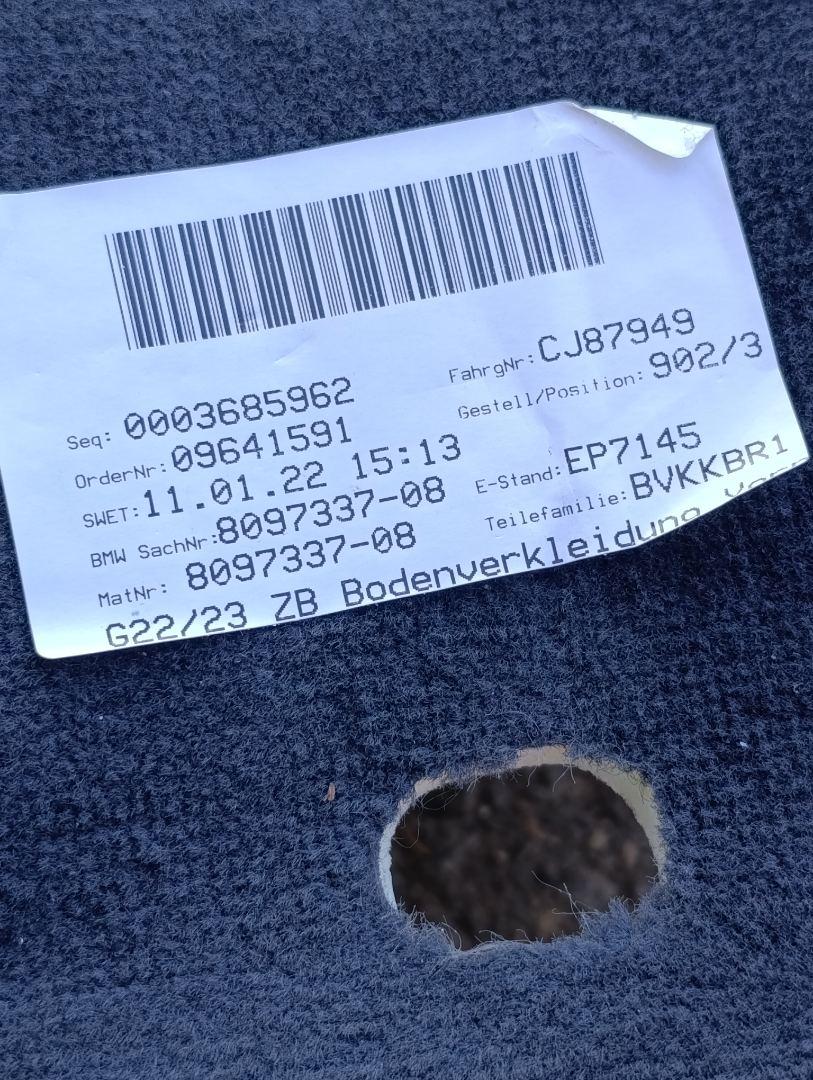 Seq: 0003685962
FahrgNr: CJ87949
OrderNr: 09641591
Gestell/Position: 902/3
SWET: 11.01.22 15:13
BMW SachNr: 8097337-08
E-Stand: EP7145
MatNr: 8097337-08
Teilefamilie: BVKKBR1
G22/23 ZB Bodenverkleidung